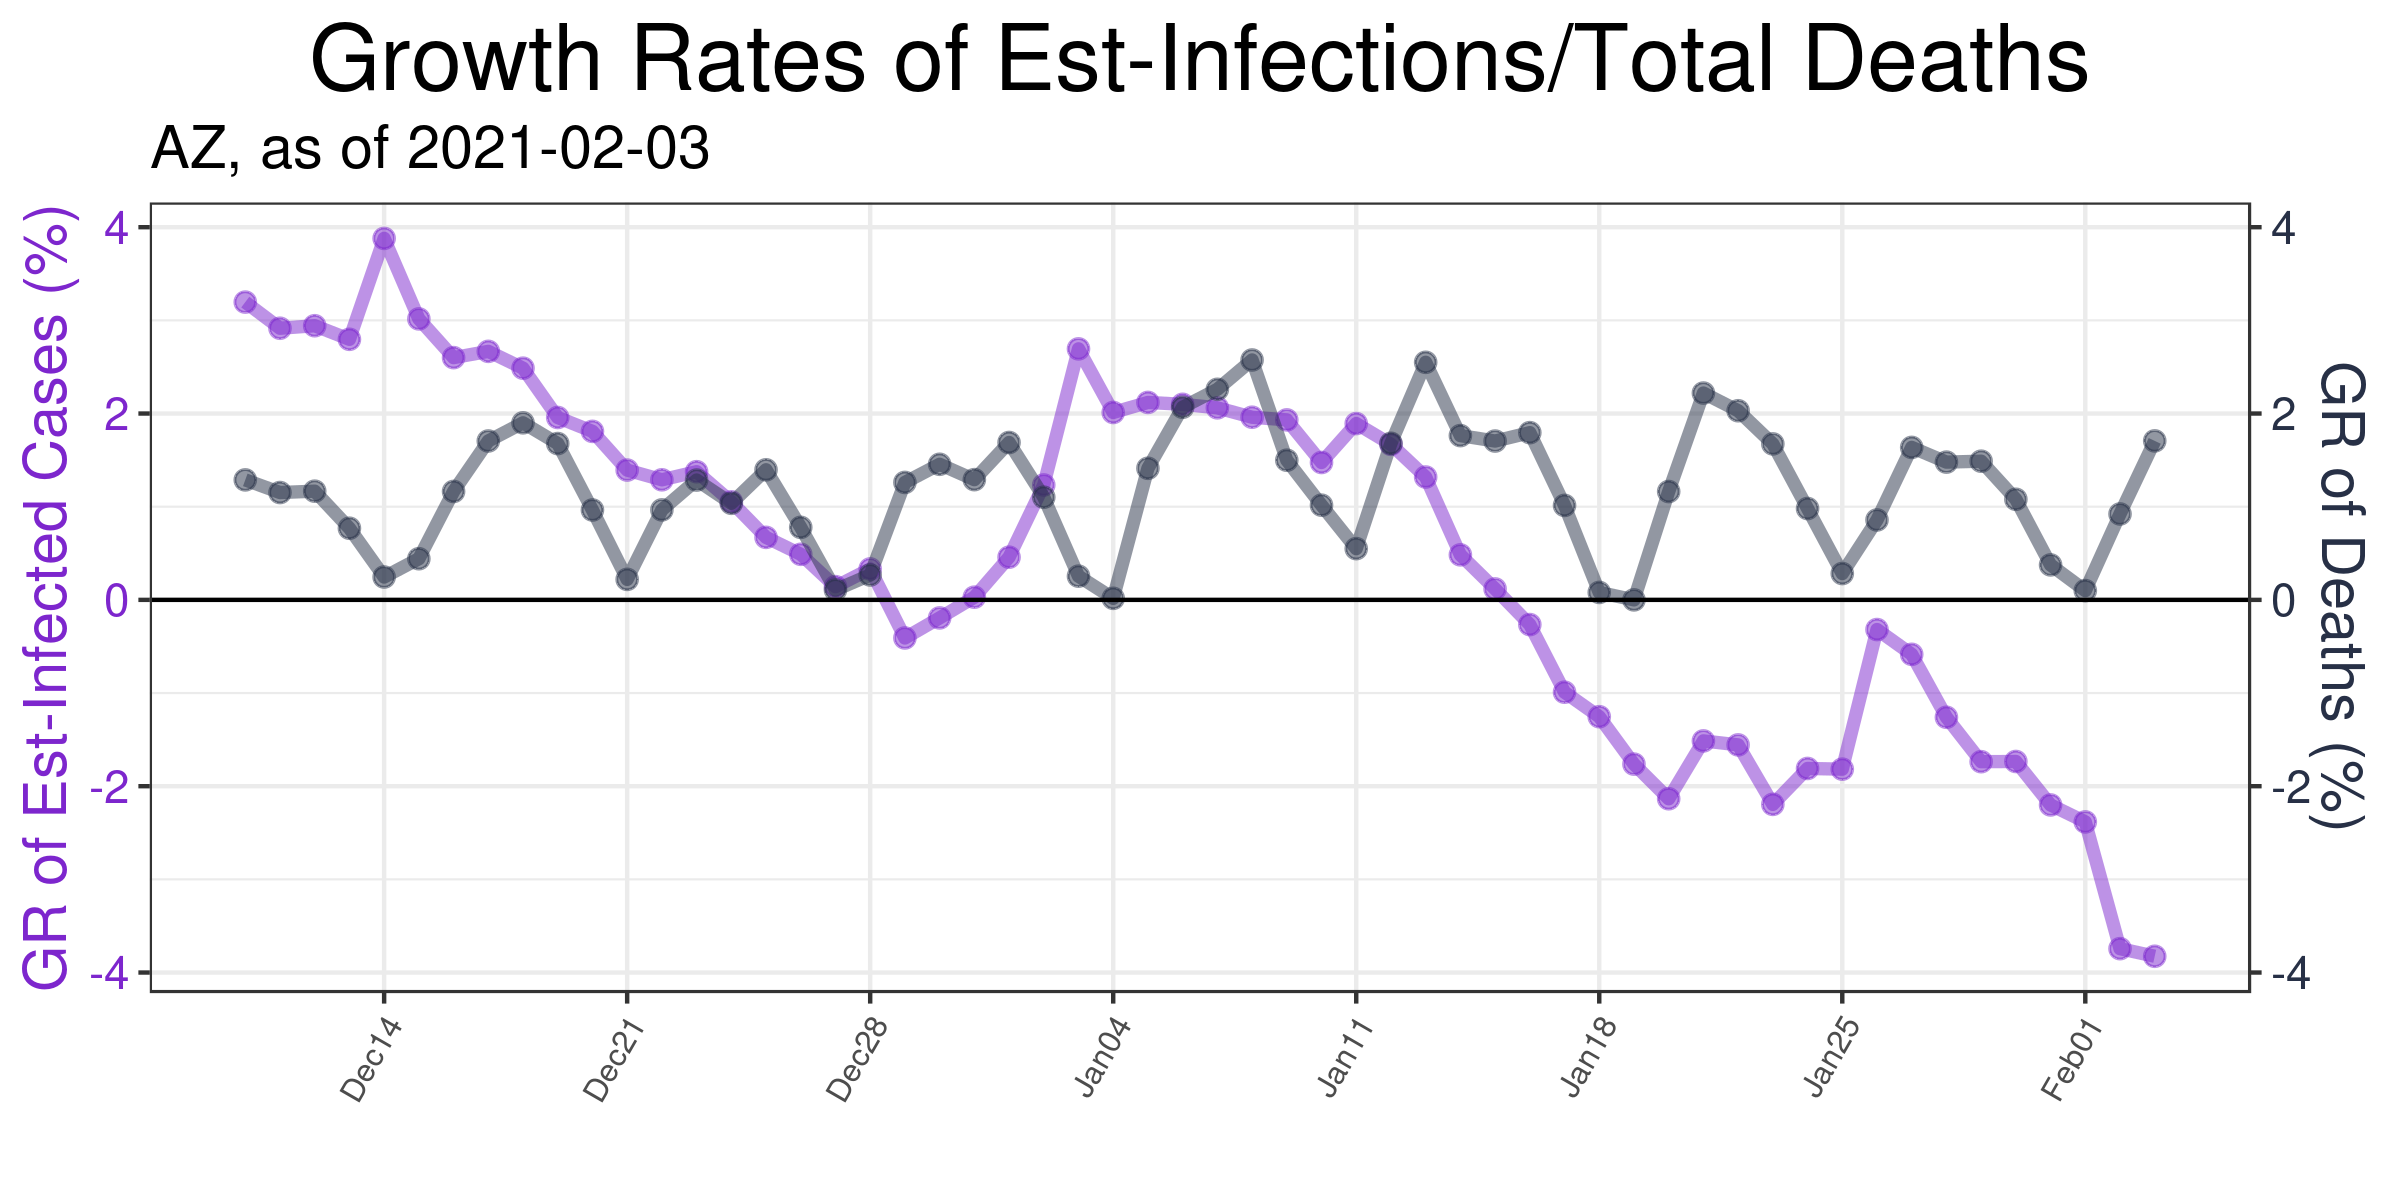 Growth Rates of Est-Infections/Total Deaths
AZ, as of 2021-02-03
GR of Est-Infected Cases (%)
4
2
0
-2
-4
4
2
0
-2
-4
GR of Deaths (%)
Dec14
Dec21
Dec28
Jan04
Jan11
Jan18
Jan25
Feb01